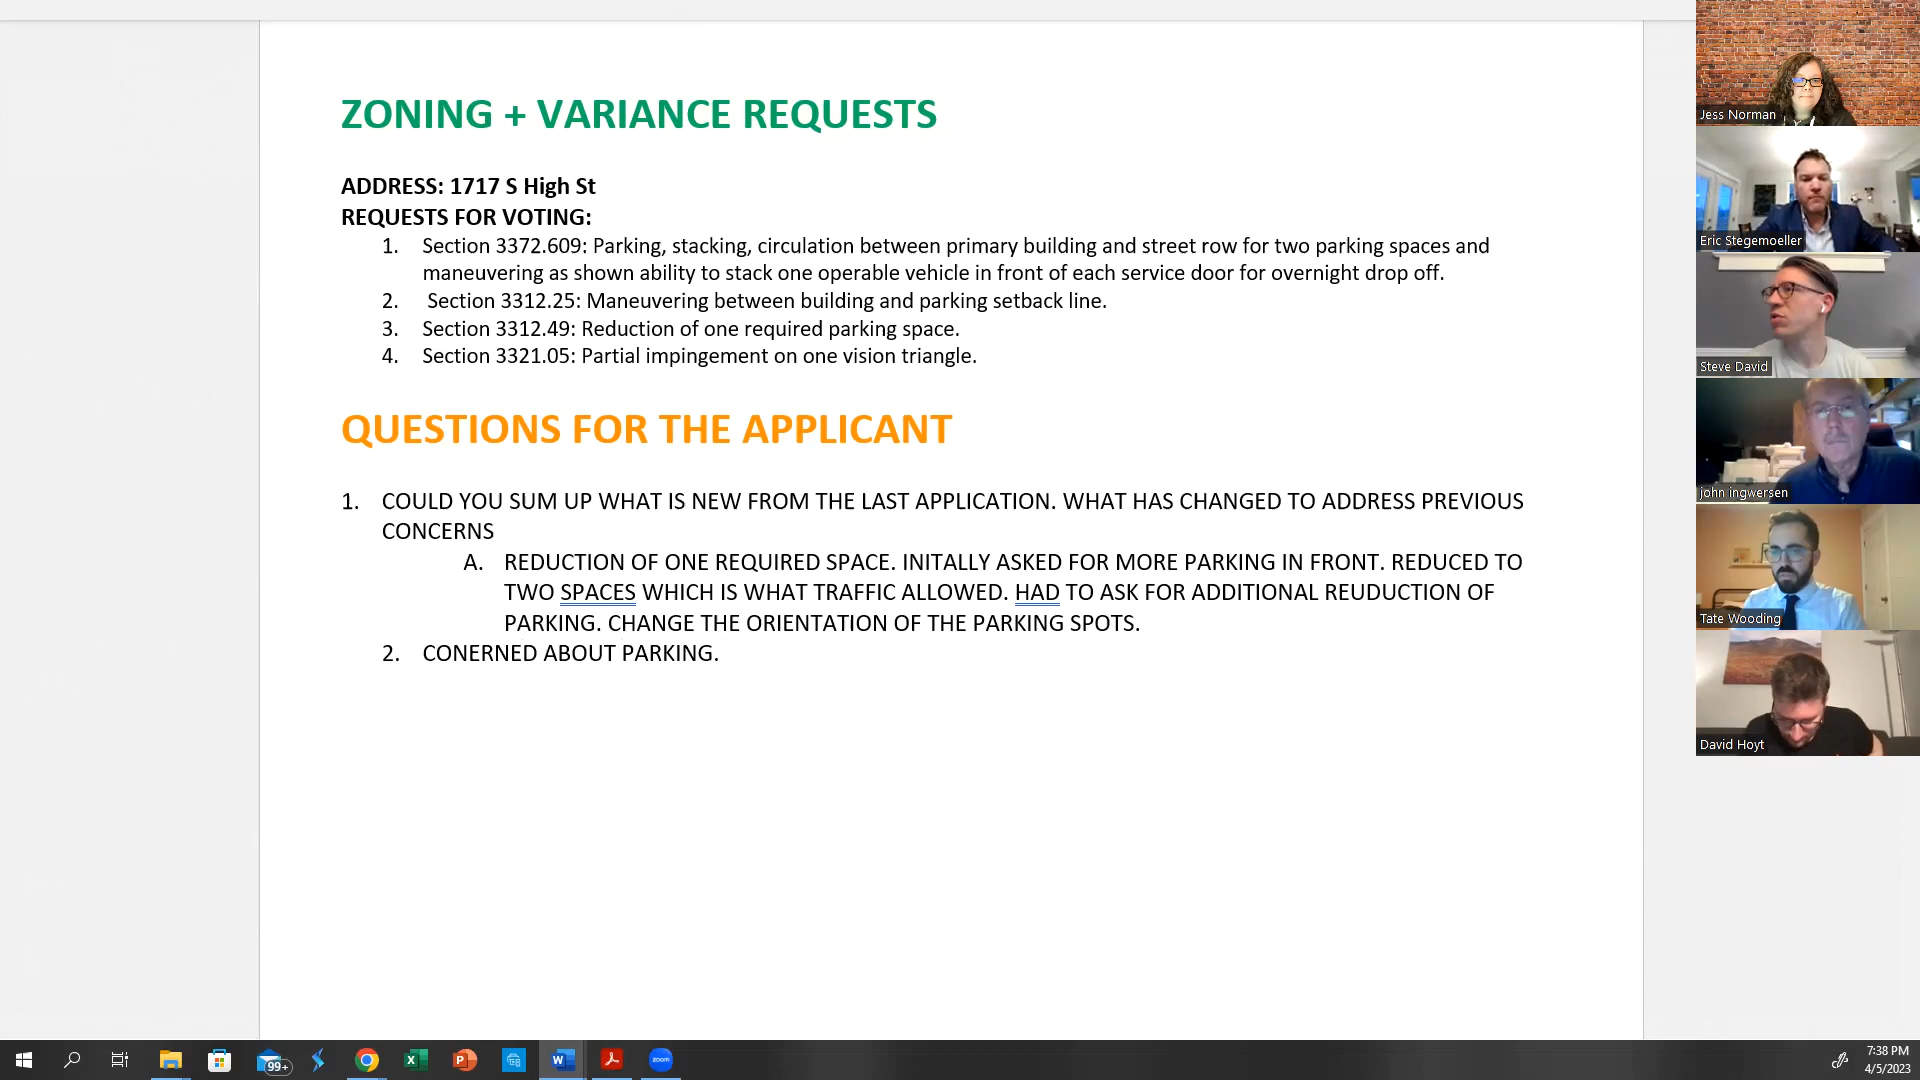 ZONING + VARIANCE REQUESTS
ADDRESS: 1717 S High St
REQUESTS FOR VOTING:
1. Section 3372.609: Parking, stacking, circulation between primary building and street row for two parking spaces and
maneuvering as shown ability to stack one operable vehicle in front of each service door for overnight drop off.
2. Section 3312.25: Maneuvering between building and parking setback line.
3. Section 3312.49: Reduction of one required parking space.
4. Section 3321.05: Partial impingement on one vision triangle.
QUESTIONS FOR THE APPLICANT
1. COULD YOU SUM UP WHAT IS NEW FROM THE LAST APPLICATION. WHAT HAS CHANGED TO ADDRESS PREVIOUS
CONCERNS
A. REDUCTION OF ONE REQUIRED SPACE. INITALLY ASKED FOR MORE PARKING IN FRONT. REDUCED TO
TWO SPACES WHICH IS WHAT TRAFFIC ALLOWED. HAD TO ASK FOR ADDITIONAL REUDUCTION OF
PARKING. CHANGE THE ORIENTATION OF THE PARKING SPOTS.
2. CONERNED ABOUT PARKING.
Jess Norman
Eric Stegemoeller
Steve David
john ingwersen
Tate Wooding
David Hoyt
99+
X
P
W
zoom
7:38 PM
4/5/2023